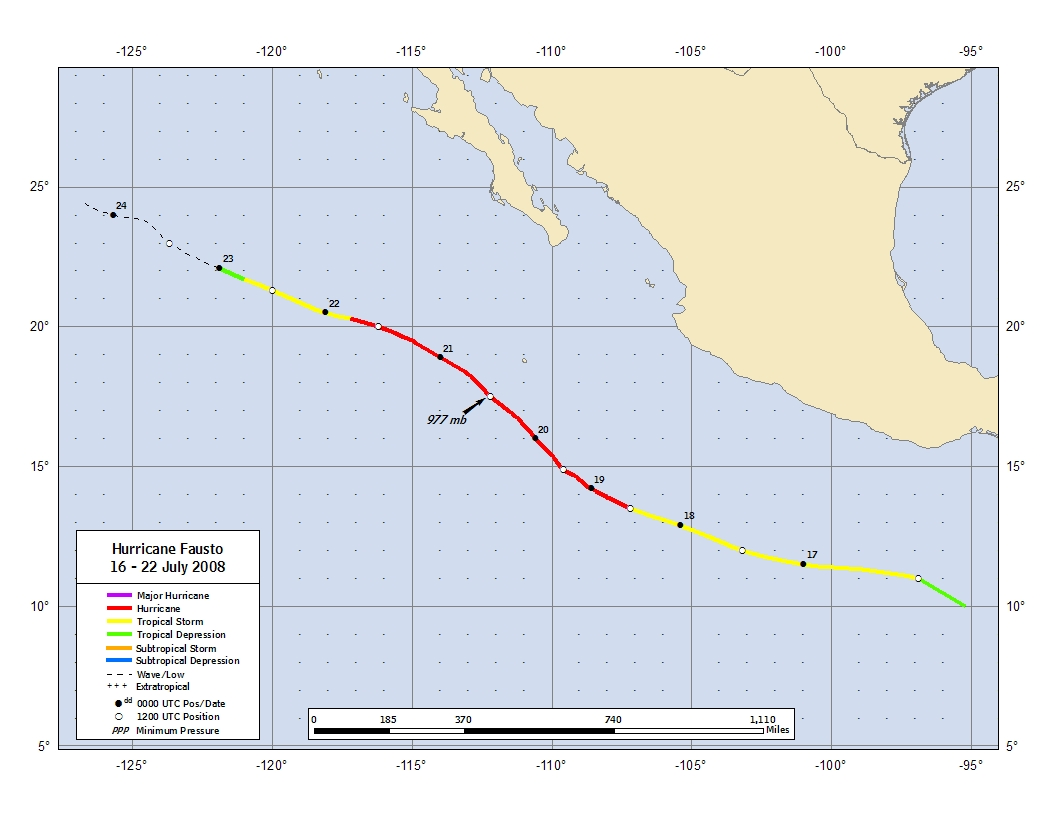 -125° -120° -115° -110° -105° -100° -95°
25° 25°
24
23
22
20° 20°
21
977 mb
20
15° 15°
19
18
17
Hurricane Fausto
16 - 22 July 2008
10° 10°
Major Hurricane
Hurricane
Tropical Storm
Tropical Depression
Subtropical Storm
Subtropical Depression
Wave/Low
+++ Extratropical
dd 0000 UTC Pos/Date
1200 UTC Position
ppp Minimum Pressure
0 185 370 740 1,110
Miles
5° 5°
-125° -120° -115° -110° -105° -100° -95°